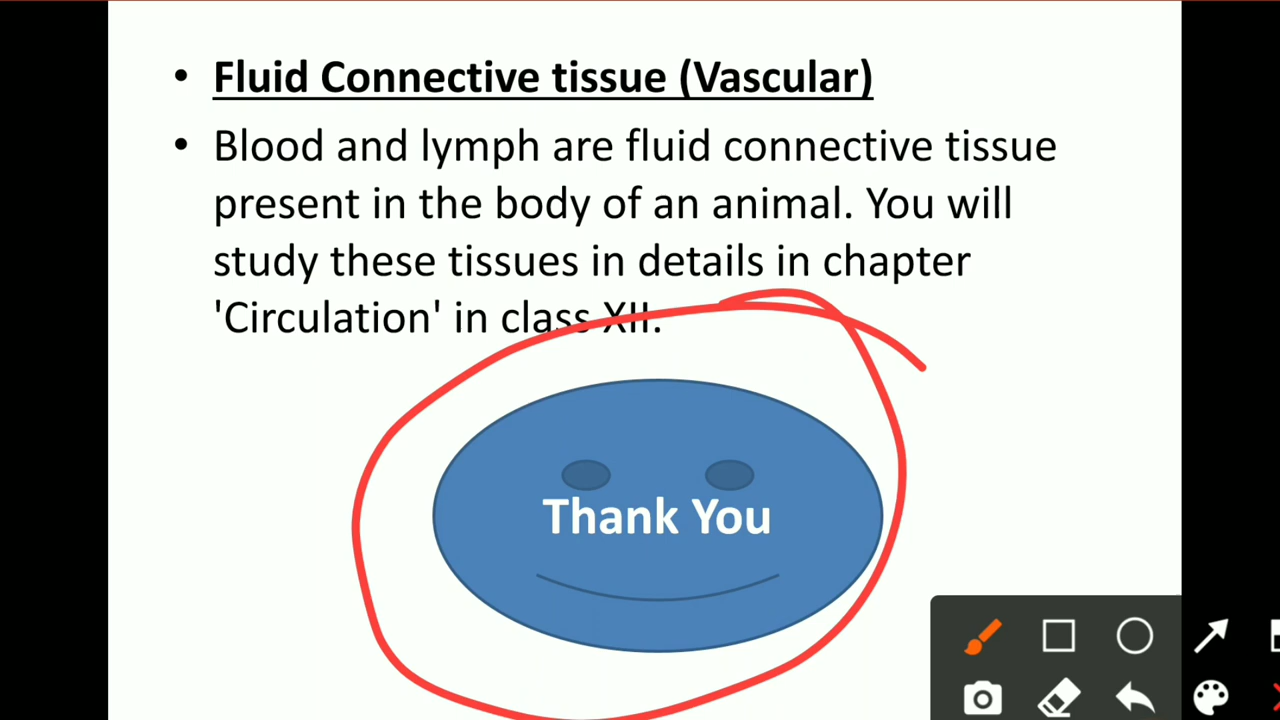 • Fluid Connective tissue (Vascular)
• Blood and lymph are fluid connective tissue
present in the body of an animal. You will
study these tissues in details in chapter
'Circulation' in class XII.
Thank You